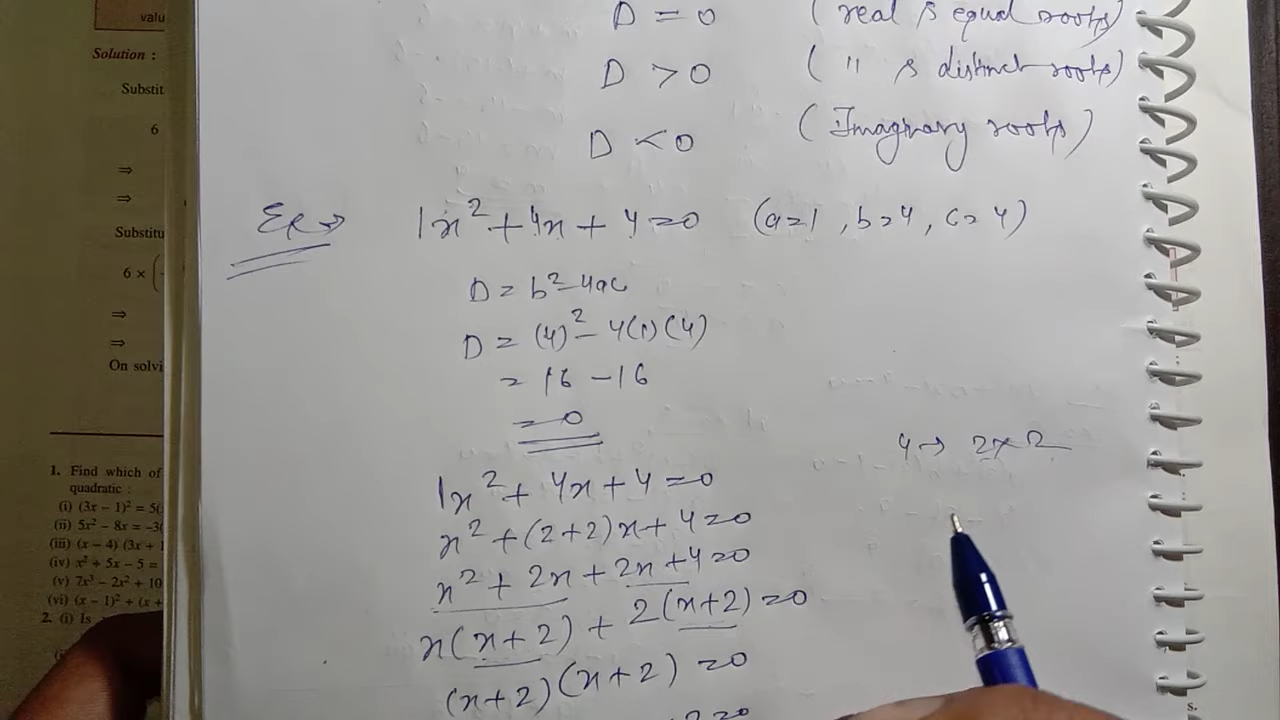 valu
Solution :
Substit
6
⇒
⇒
Substitu
6 × (
⇒
⇒
On solvi
1. Find which of
quadratic :
(i) (3x – 1)² = 5(
(ii) 5x² – 8x = –3(
(iii) (x – 4) (3x + 1
(iv) x² + 5x – 5 =
(v) 7x³ – 2x² + 10
(vi) (x – 1)² + (x +
2. (i) Is
D = 0 (real & equal roots)
D > 0 ( " & distinct roots)
D < 0 (Imaginary roots)
Ex → 1x² + 4x + 4 = 0 (a=1, b=4, c=4)
D = b² – 4ac
D = (4)² – 4(1)(4)
= 16 – 16
= 0
4 → 2×2
1x² + 4x + 4 = 0
x² + (2+2)x + 4 = 0
x² + 2x + 2x + 4 = 0
x(x+2) + 2(x+2) = 0
(x+2)(x+2) = 0
s.